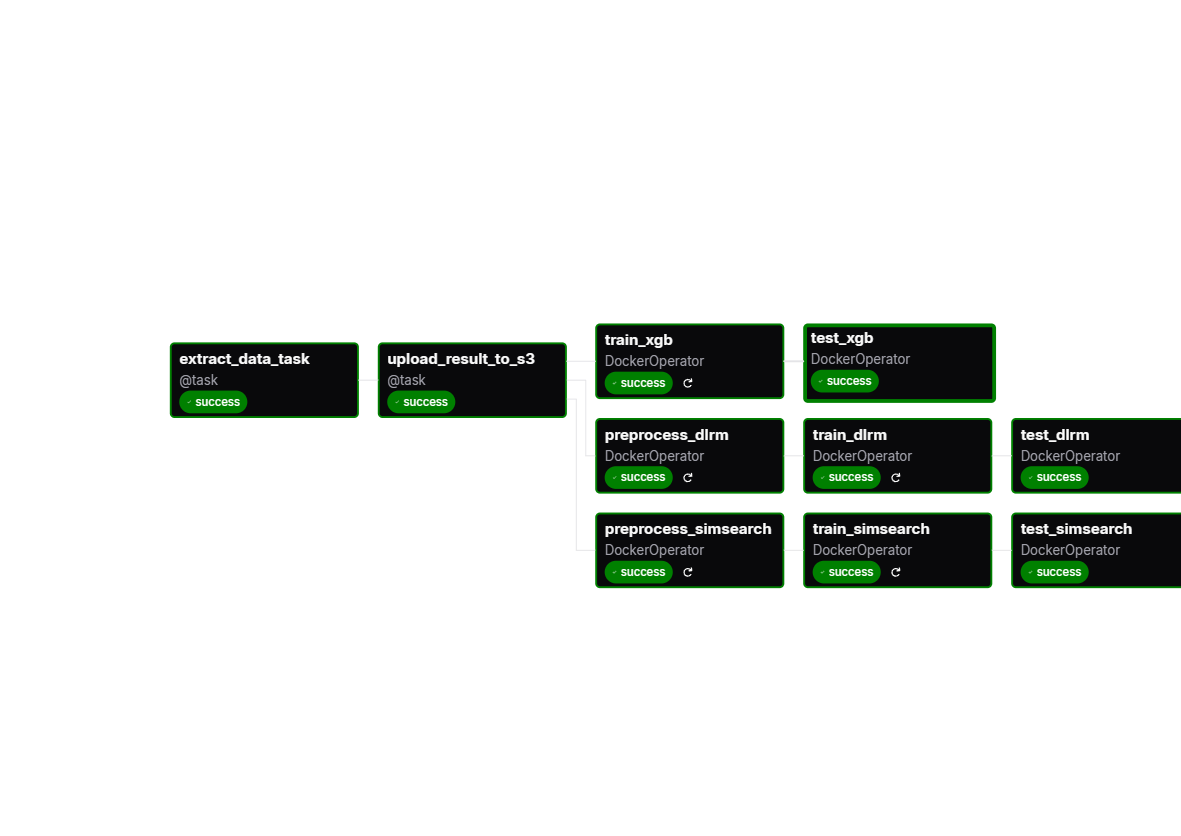 extract_data_task
@task
success
upload_result_to_s3
@task
success
train_xgb
DockerOperator
success
test_xgb
DockerOperator
success
preprocess_dlrm
DockerOperator
success
train_dlrm
DockerOperator
success
test_dlrm
DockerOperator
success
preprocess_simsearch
DockerOperator
success
train_simsearch
DockerOperator
success
test_simsearch
DockerOperator
success